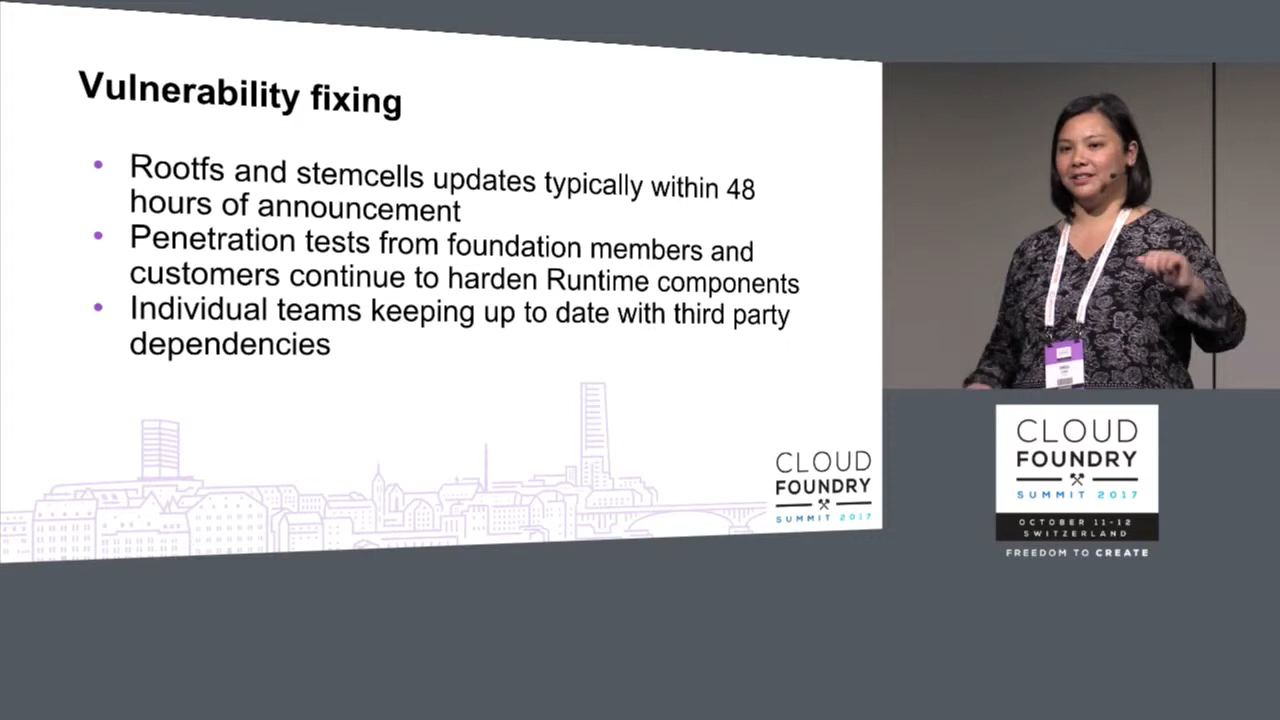 Vulnerability fixing
• Rootfs and stemcells updates typically within 48
hours of announcement
• Penetration tests from foundation members and
customers continue to harden Runtime components
• Individual teams keeping up to date with third party
dependencies
CLOUD
FOUNDRY
SUMMIT 2017
CLOUD
FOUNDRY
SUMMIT 2017
OCTOBER 11-12
SWITZERLAND
FREEDOM TO CREATE